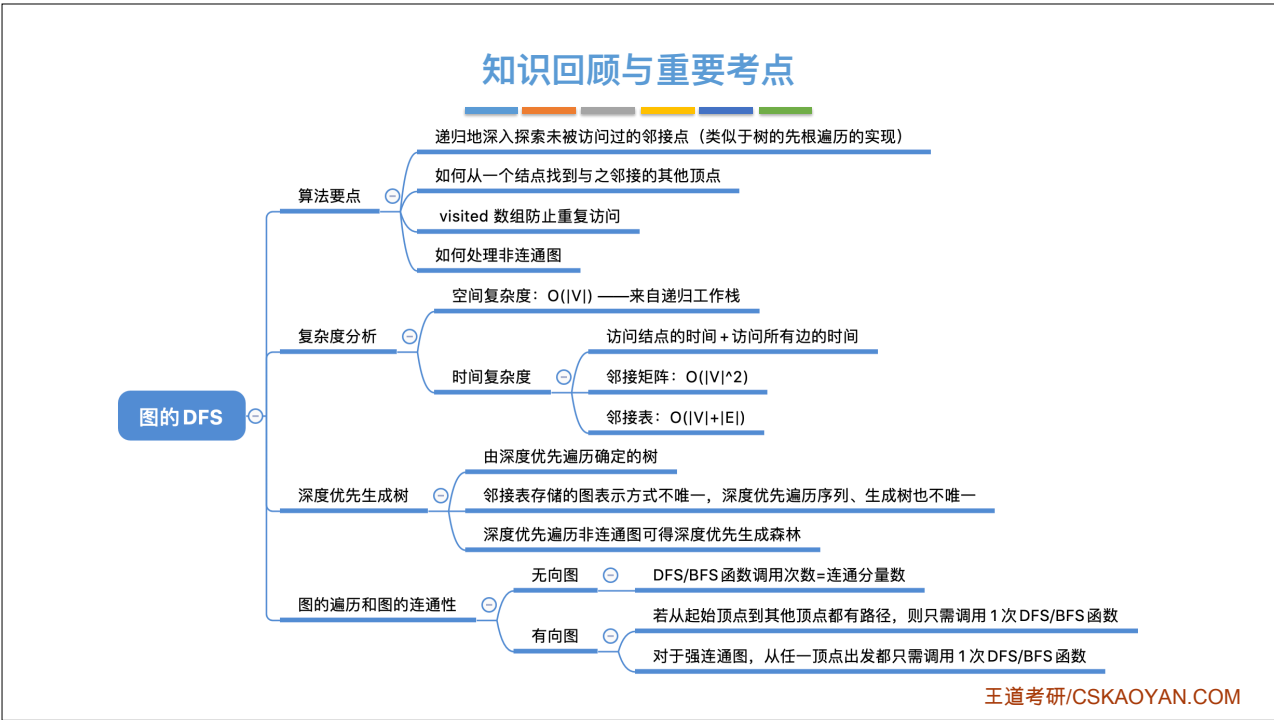 知识回顾与重要考点
递归地深入探索未被访问过的邻接点（类似于树的先根遍历的实现）
如何从一个结点找到与之邻接的其他顶点
算法要点
visited 数组防止重复访问
如何处理非连通图
空间复杂度：O(|V|) ——来自递归工作栈
复杂度分析
访问结点的时间 + 访问所有边的时间
时间复杂度
邻接矩阵：O(|V|^2)
邻接表：O(|V|+|E|)
图的 DFS
由深度优先遍历确定的树
深度优先生成树
邻接表存储的图表示方式不唯一，深度优先遍历序列、生成树也不唯一
深度优先遍历非连通图可得深度优先生成森林
无向图
DFS/BFS 函数调用次数=连通分量数
图的遍历和图的连通性
若从起始顶点到其他顶点都有路径，则只需调用 1 次 DFS/BFS 函数
有向图
对于强连通图，从任一顶点出发都只需调用 1 次 DFS/BFS 函数
王道考研/CSKAOYAN.COM